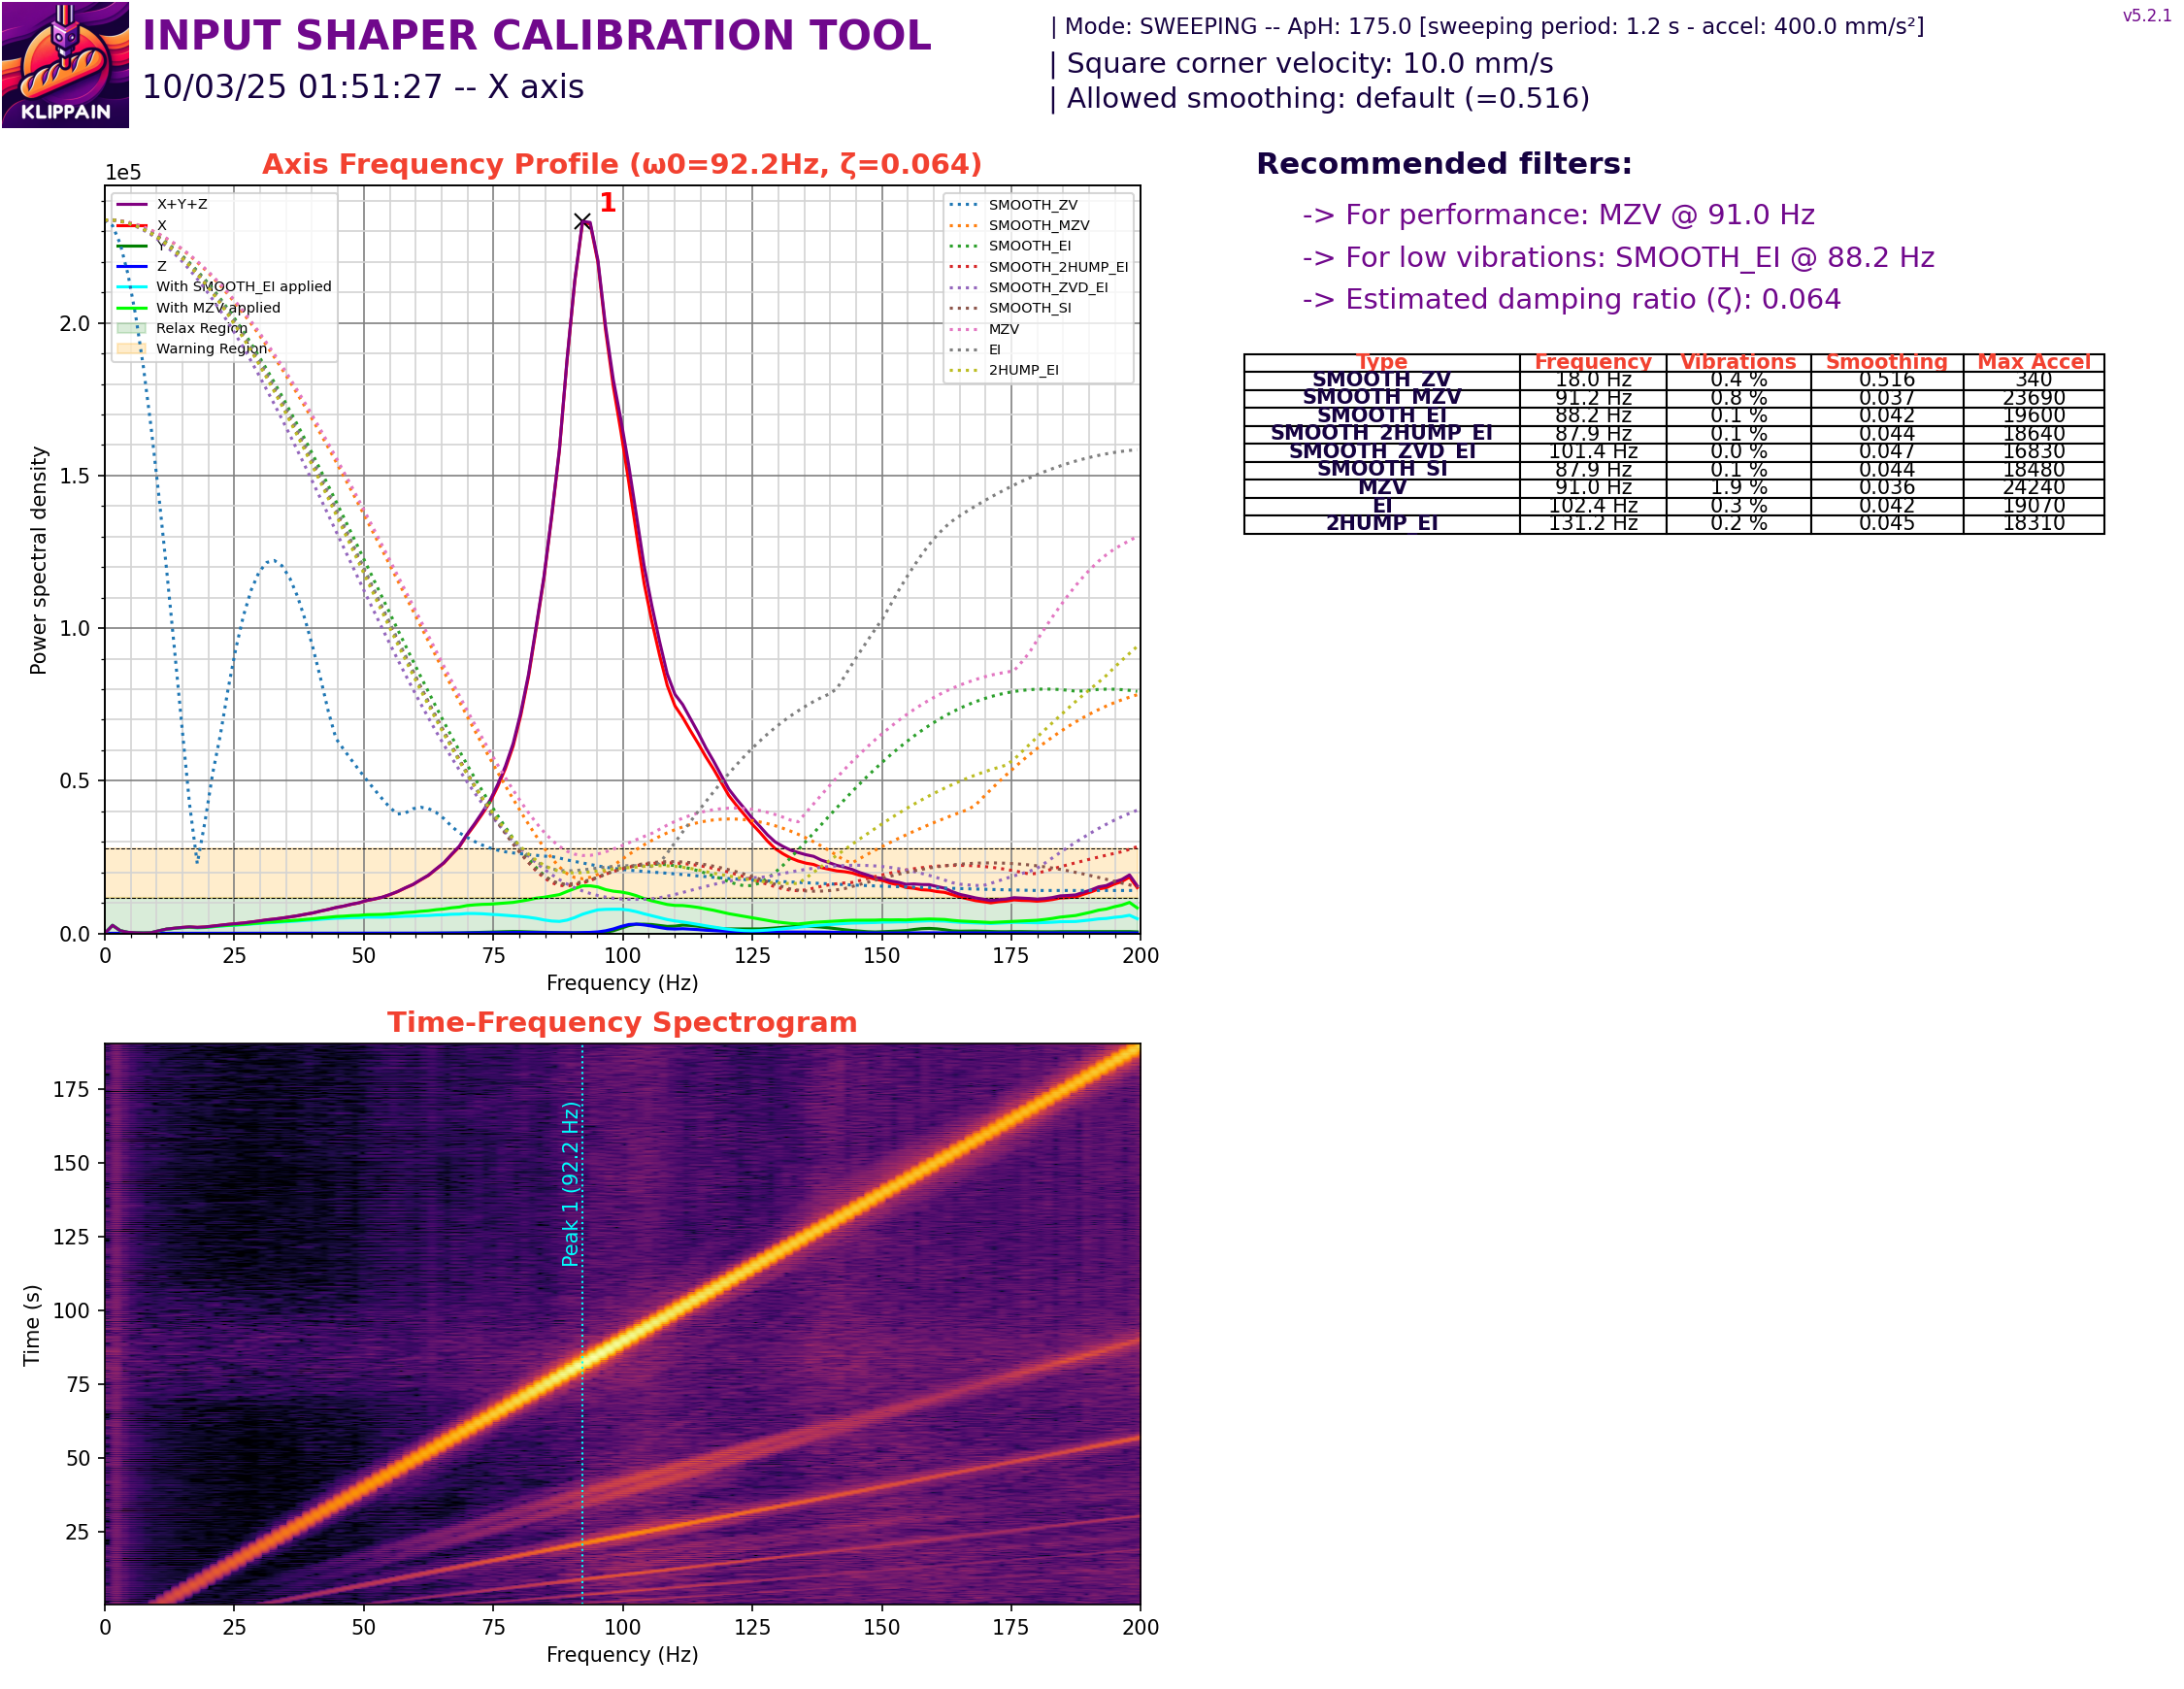 KLIPPAIN
INPUT SHAPER CALIBRATION TOOL
10/03/25 01:51:27 -- X axis
| Mode: SWEEPING -- ApH: 175.0 [sweeping period: 1.2 s - accel: 400.0 mm/s²]
| Square corner velocity: 10.0 mm/s
| Allowed smoothing: default (=0.516)
v5.2.1
Axis Frequency Profile (ω0=92.2Hz, ζ=0.064)
1e5
X+Y+Z
X
Y
Z
With SMOOTH_EI applied
With MZV applied
Relax Region
Warning Region
1
SMOOTH_ZV
SMOOTH_MZV
SMOOTH_EI
SMOOTH_2HUMP_EI
SMOOTH_ZVD_EI
SMOOTH_SI
MZV
EI
2HUMP_EI
Power spectral density
2.0
1.5
1.0
0.5
0.0
0 25 50 75 100 125 150 175 200
Frequency (Hz)
Recommended filters:
-> For performance: MZV @ 91.0 Hz
-> For low vibrations: SMOOTH_EI @ 88.2 Hz
-> Estimated damping ratio (ζ): 0.064
Type Frequency Vibrations Smoothing Max Accel
SMOOTH_ZV 18.0 Hz 0.4 % 0.516 340
SMOOTH_MZV 91.2 Hz 0.8 % 0.037 23690
SMOOTH_EI 88.2 Hz 0.1 % 0.042 19600
SMOOTH_2HUMP_EI 87.9 Hz 0.1 % 0.044 18640
SMOOTH_ZVD_EI 101.4 Hz 0.0 % 0.047 16830
SMOOTH_SI 87.9 Hz 0.1 % 0.044 18480
MZV 91.0 Hz 1.9 % 0.036 24240
EI 102.4 Hz 0.3 % 0.042 19070
2HUMP_EI 131.2 Hz 0.2 % 0.045 18310
Time-Frequency Spectrogram
Time (s)
175
150
125
100
75
50
25
Peak 1 (92.2 Hz)
0 25 50 75 100 125 150 175 200
Frequency (Hz)